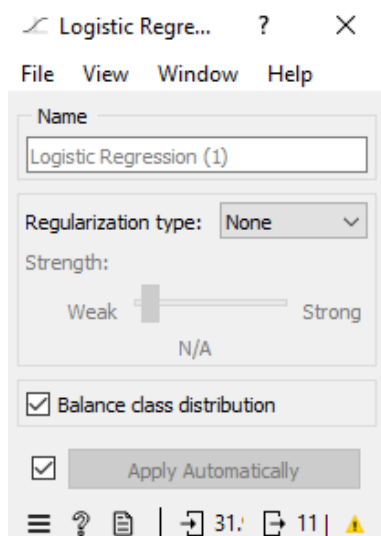 Logistic Regre... ? ×
File View Window Help
Name
Logistic Regression (1)
Regularization type: None
Strength:
Weak Strong
N/A
Balance class distribution
Apply Automatically
? 31. 11 |